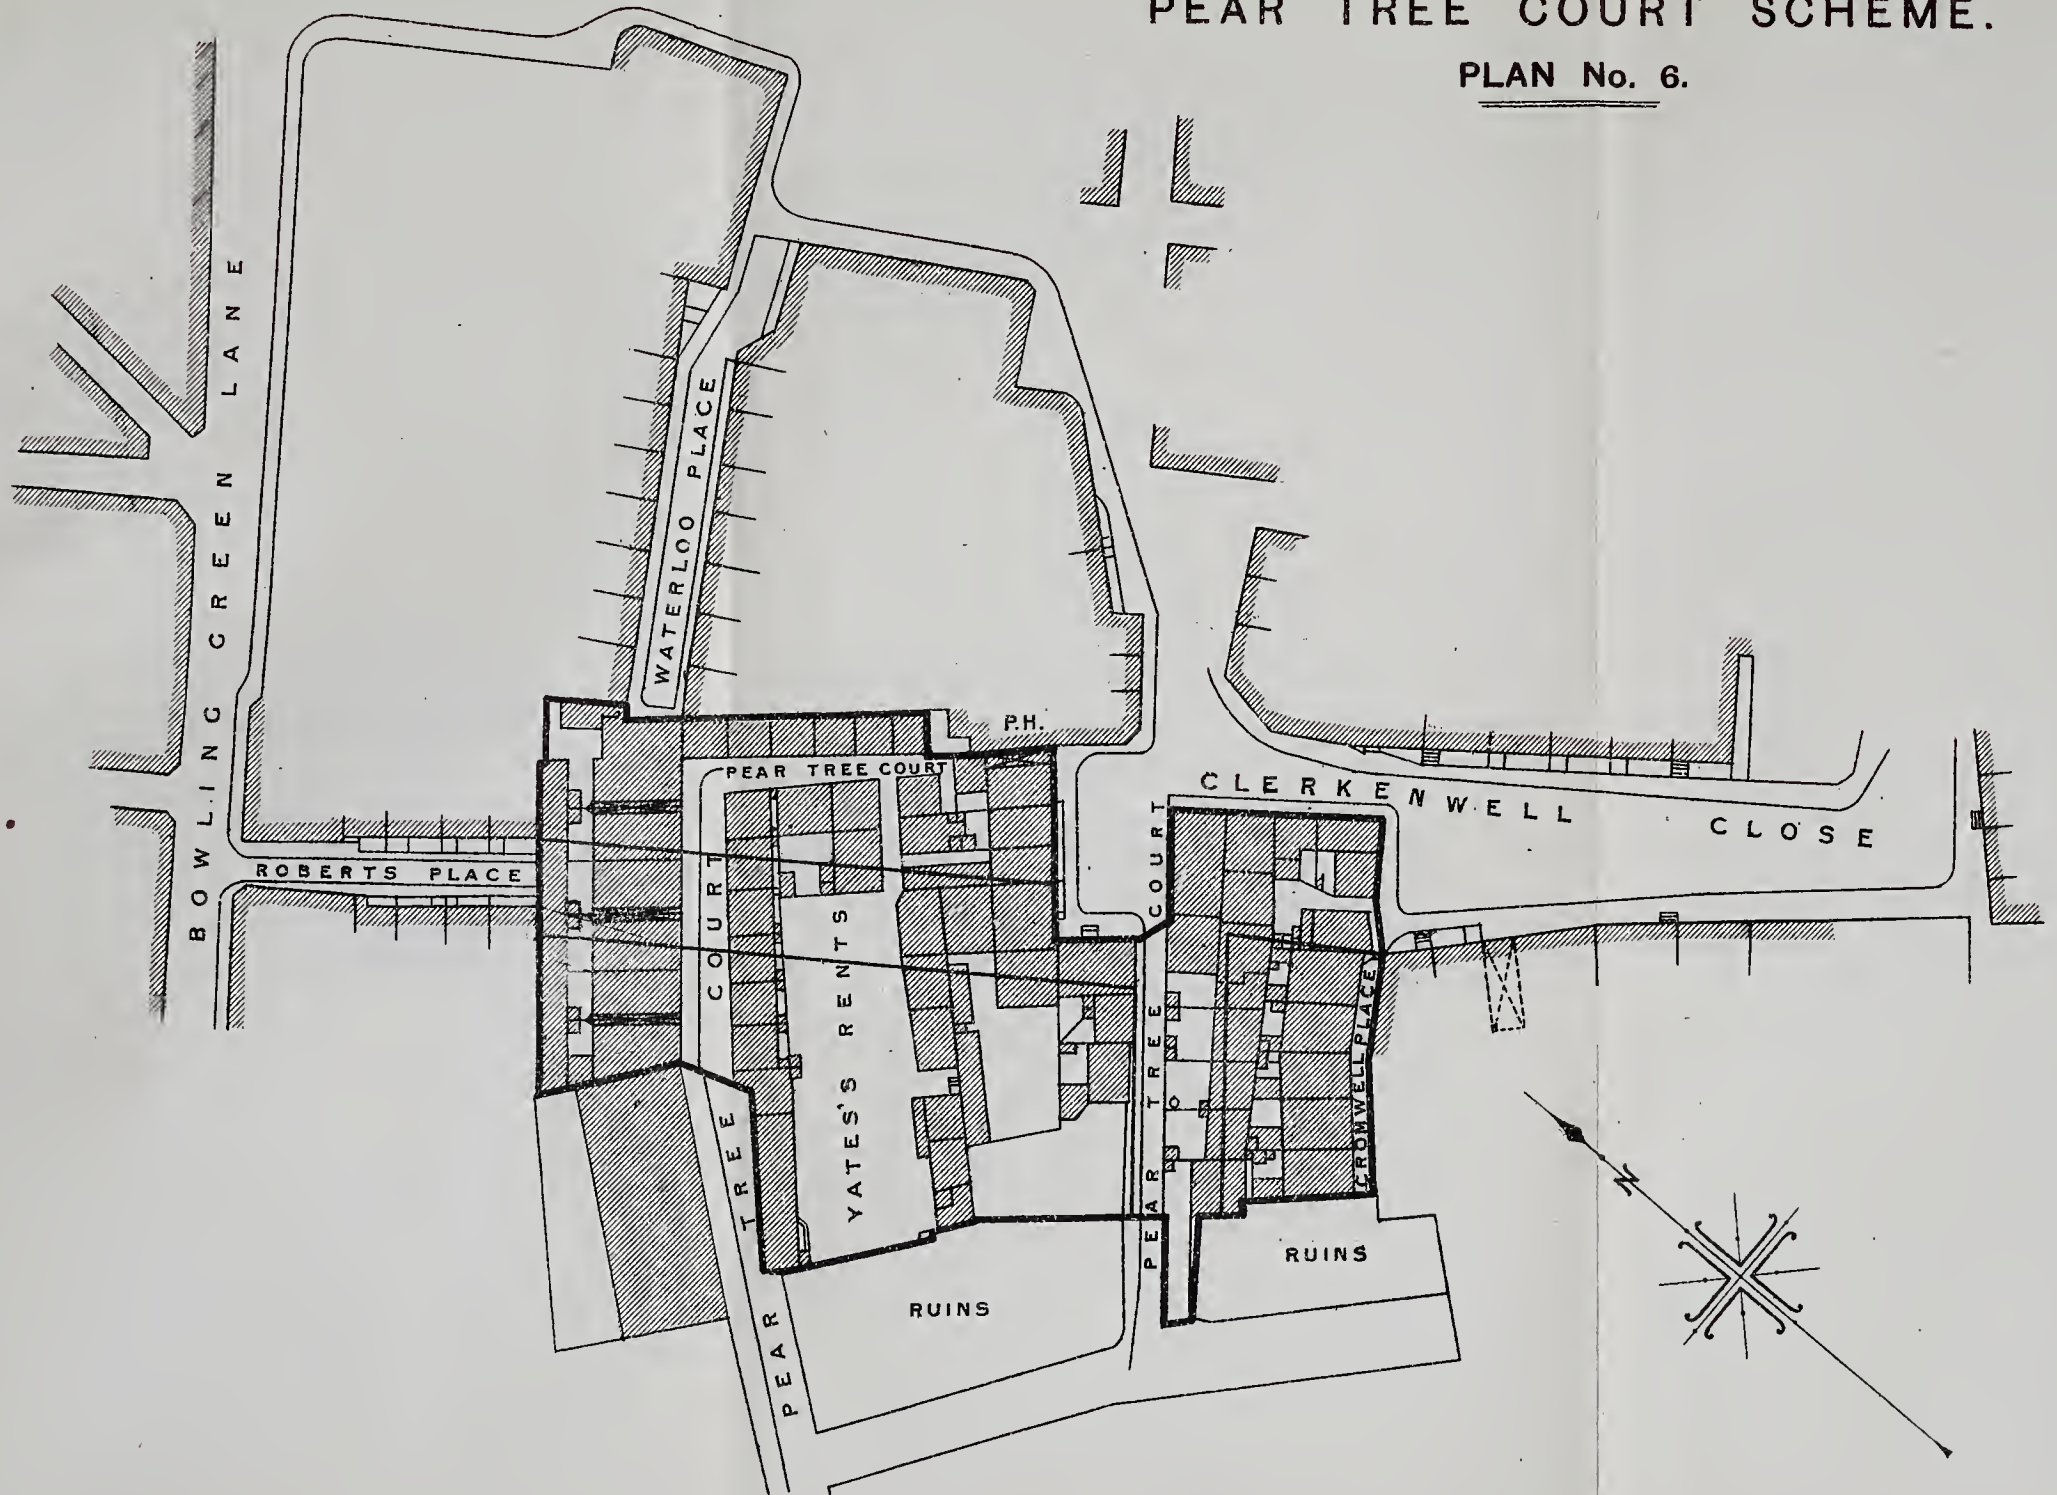 PEAR TREE COURT SCHEME.
PLAN No. 6.
BOWLING GREEN LANE
WATERLOO PLACE
P.H.
PEAR TREE COURT
CLERKENWELL CLOSE
ROBERTS PLACE
PEAR TREE COURT
YATES'S RENTS
PEAR TREE COURT
CROMWELL PLACE
N
RUINS
RUINS